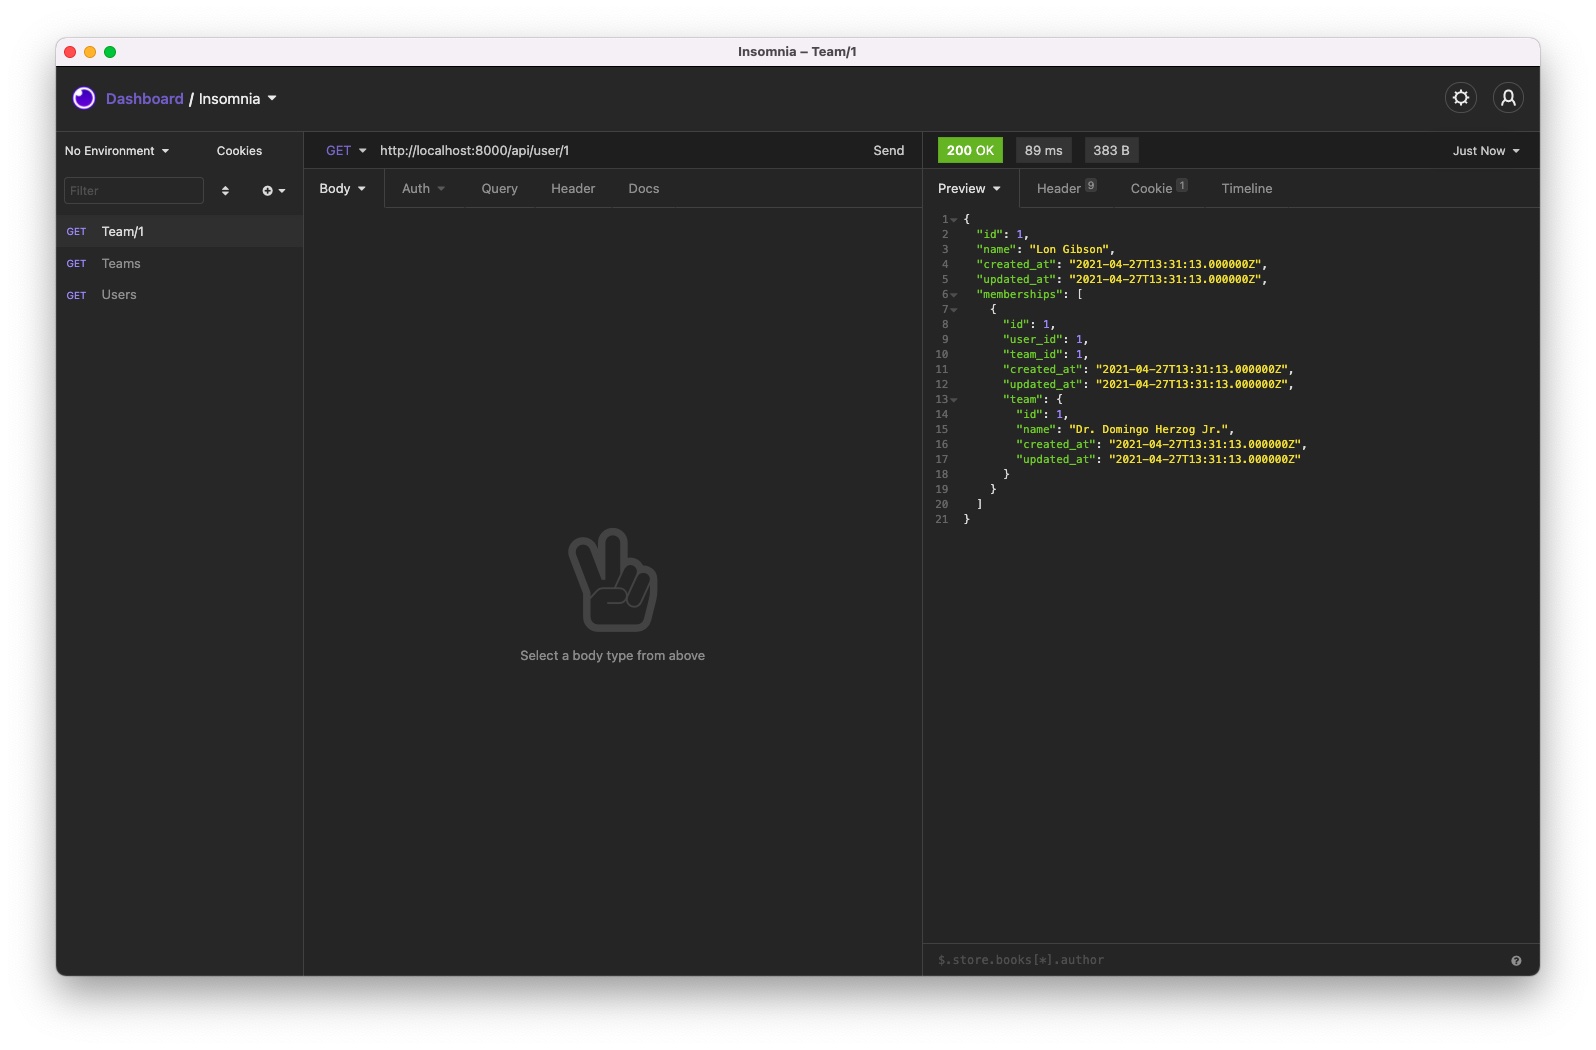 Insomnia – Team/1
Dashboard / Insomnia
No Environment
Cookies
Filter
GET Team/1
GET Teams
GET Users
GET http://localhost:8000/api/user/1 Send
Body Auth Query Header Docs
Select a body type from above
200 OK 89 ms 383 B Just Now
Preview Header 9 Cookie 1 Timeline
1 {
2 "id": 1,
3 "name": "Lon Gibson",
4 "created_at": "2021-04-27T13:31:13.000000Z",
5 "updated_at": "2021-04-27T13:31:13.000000Z",
6 "memberships": [
7 {
8 "id": 1,
9 "user_id": 1,
10 "team_id": 1,
11 "created_at": "2021-04-27T13:31:13.000000Z",
12 "updated_at": "2021-04-27T13:31:13.000000Z",
13 "team": {
14 "id": 1,
15 "name": "Dr. Domingo Herzog Jr.",
16 "created_at": "2021-04-27T13:31:13.000000Z",
17 "updated_at": "2021-04-27T13:31:13.000000Z"
18 }
19 }
20 ]
21 }
$.store.books[*].author